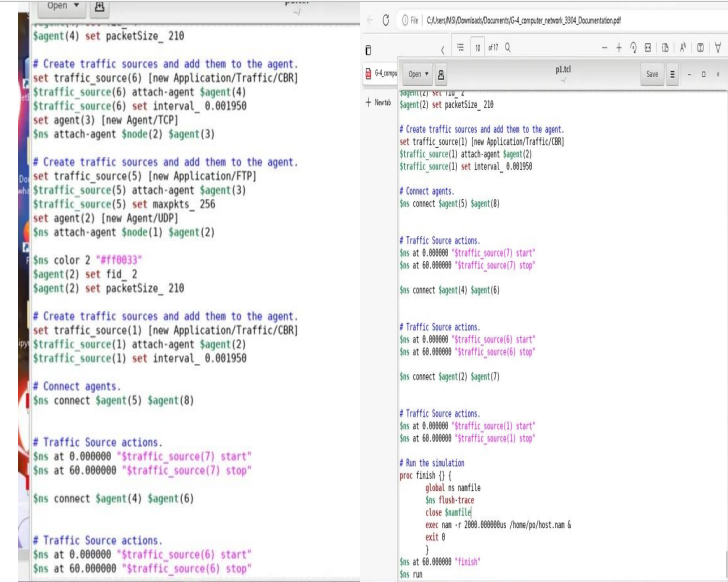 Open ▼
$agent(4) set packetSize_ 210
# Create traffic sources and add them to the agent.
set traffic_source(6) [new Application/Traffic/CBR]
$traffic_source(6) attach-agent $agent(4)
$traffic_source(6) set interval_ 0.001950
set agent(3) [new Agent/TCP]
$ns attach-agent $node(2) $agent(3)
# Create traffic sources and add them to the agent.
set traffic_source(5) [new Application/FTP]
$traffic_source(5) attach-agent $agent(3)
$traffic_source(5) set maxpkts_ 256
set agent(2) [new Agent/UDP]
$ns attach-agent $node(1) $agent(2)
$ns color 2 "#ff0033"
$agent(2) set fid_ 2
$agent(2) set packetSize_ 210
# Create traffic sources and add them to the agent.
set traffic_source(1) [new Application/Traffic/CBR]
$traffic_source(1) attach-agent $agent(2)
$traffic_source(1) set interval_ 0.001950
# Connect agents.
$ns connect $agent(5) $agent(8)
# Traffic Source actions.
$ns at 0.000000 "$traffic_source(7) start"
$ns at 60.000000 "$traffic_source(7) stop"
$ns connect $agent(4) $agent(6)
# Traffic Source actions.
$ns at 0.000000 "$traffic_source(6) start"
$ns at 60.000000 "$traffic_source(6) stop"
File C:/Users/MSI/Downloads/Documents/G-4_computer_network_3304_Documentation.pdf
10 of 17
G-4_compu
New tab
Open ▼ p1.tcl Save
~/
$agent(2) set fid_ 2
$agent(2) set packetSize_ 210
# Create traffic sources and add them to the agent.
set traffic_source(1) [new Application/Traffic/CBR]
$traffic_source(1) attach-agent $agent(2)
$traffic_source(1) set interval_ 0.001950
# Connect agents.
$ns connect $agent(5) $agent(8)
# Traffic Source actions.
$ns at 0.000000 "$traffic_source(7) start"
$ns at 60.000000 "$traffic_source(7) stop"
$ns connect $agent(4) $agent(6)
# Traffic Source actions.
$ns at 0.000000 "$traffic_source(6) start"
$ns at 60.000000 "$traffic_source(6) stop"
$ns connect $agent(2) $agent(7)
# Traffic Source actions.
$ns at 0.000000 "$traffic_source(1) start"
$ns at 60.000000 "$traffic_source(1) stop"
# Run the simulation
proc finish {} {
global ns namfile
$ns flush-trace
close $namfile
exec nam -r 2000.000000us /home/po/host.nam &
exit 0
}
$ns at 60.000000 "finish"
$ns run